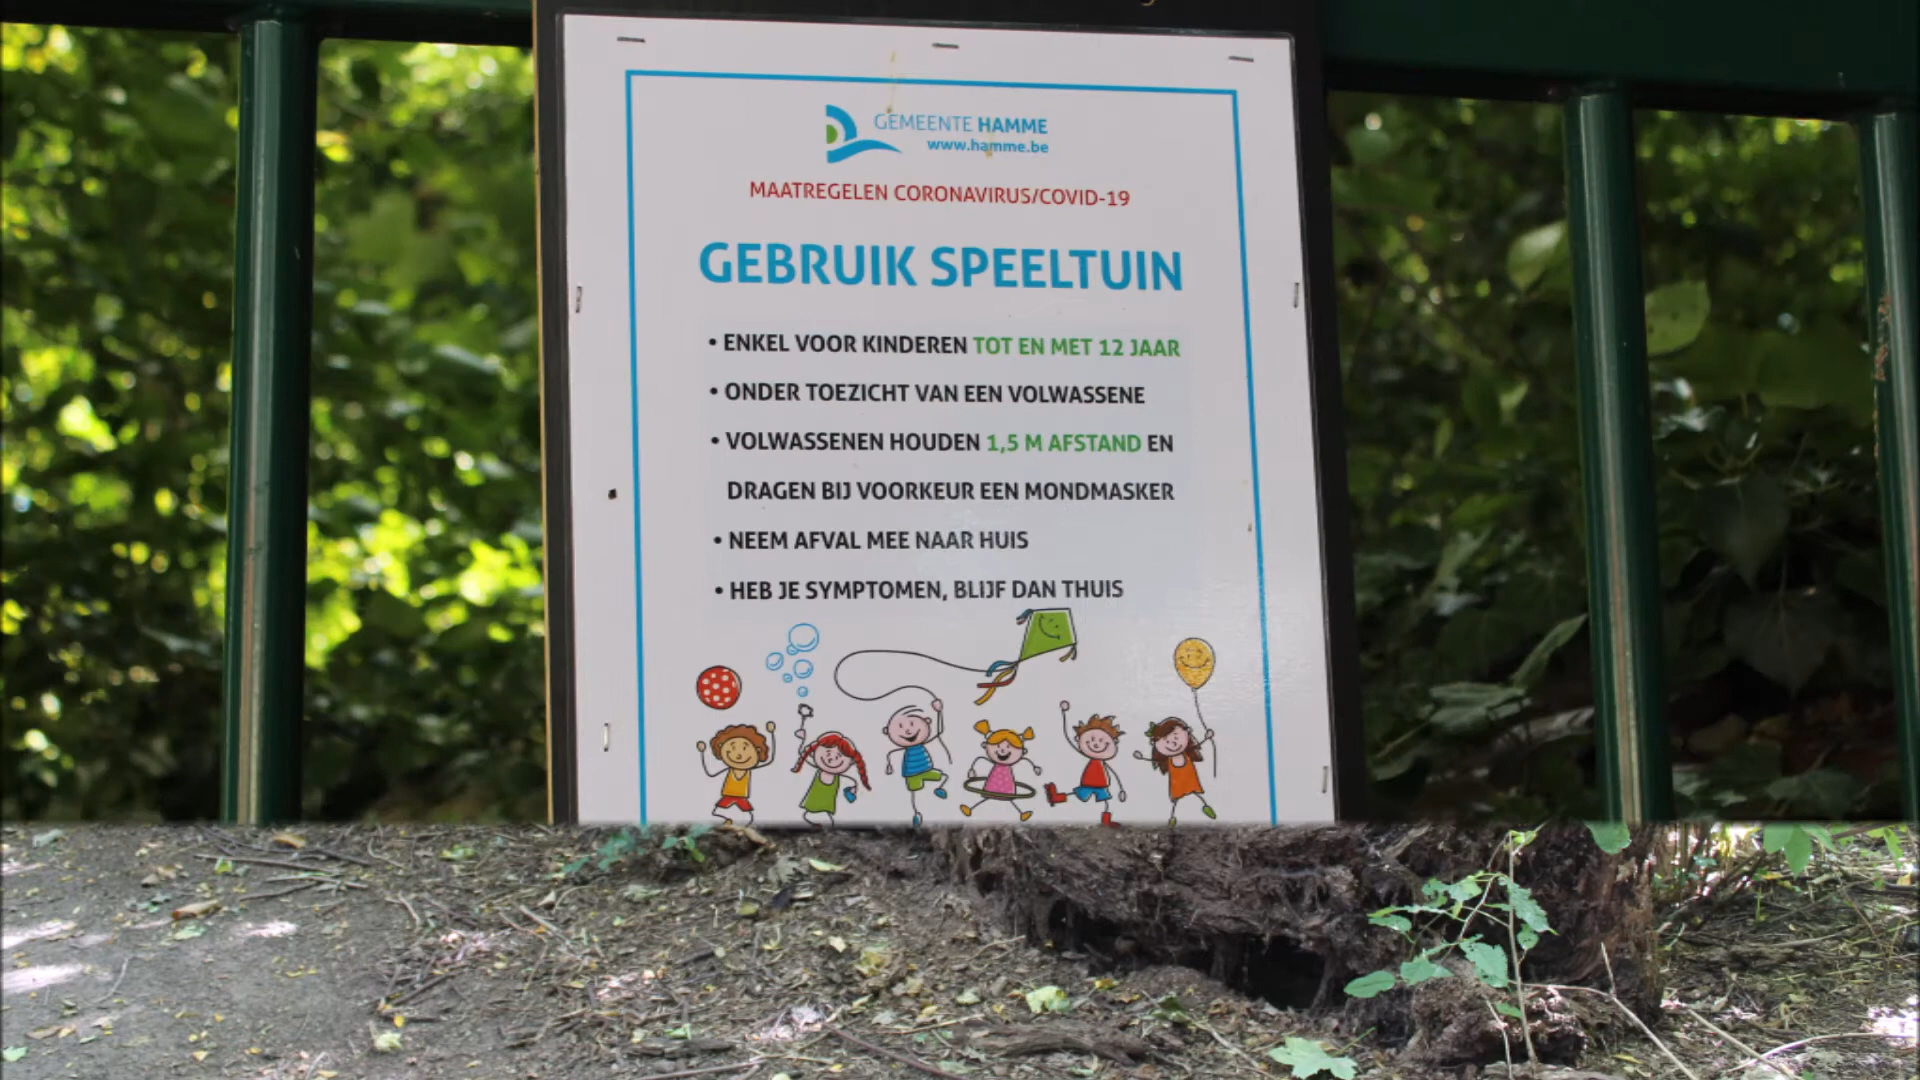 GEMEENTE HAMME
www.hamme.be
MAATREGELEN CORONAVIRUS/COVID-19
GEBRUIK SPEELTUIN
• ENKEL VOOR KINDEREN TOT EN MET 12 JAAR
• ONDER TOEZICHT VAN EEN VOLWASSENE
• VOLWASSENEN HOUDEN 1,5 M AFSTAND EN
DRAGEN BIJ VOORKEUR EEN MONDMASKER
• NEEM AFVAL MEE NAAR HUIS
• HEB JE SYMPTOMEN, BLIJF DAN THUIS